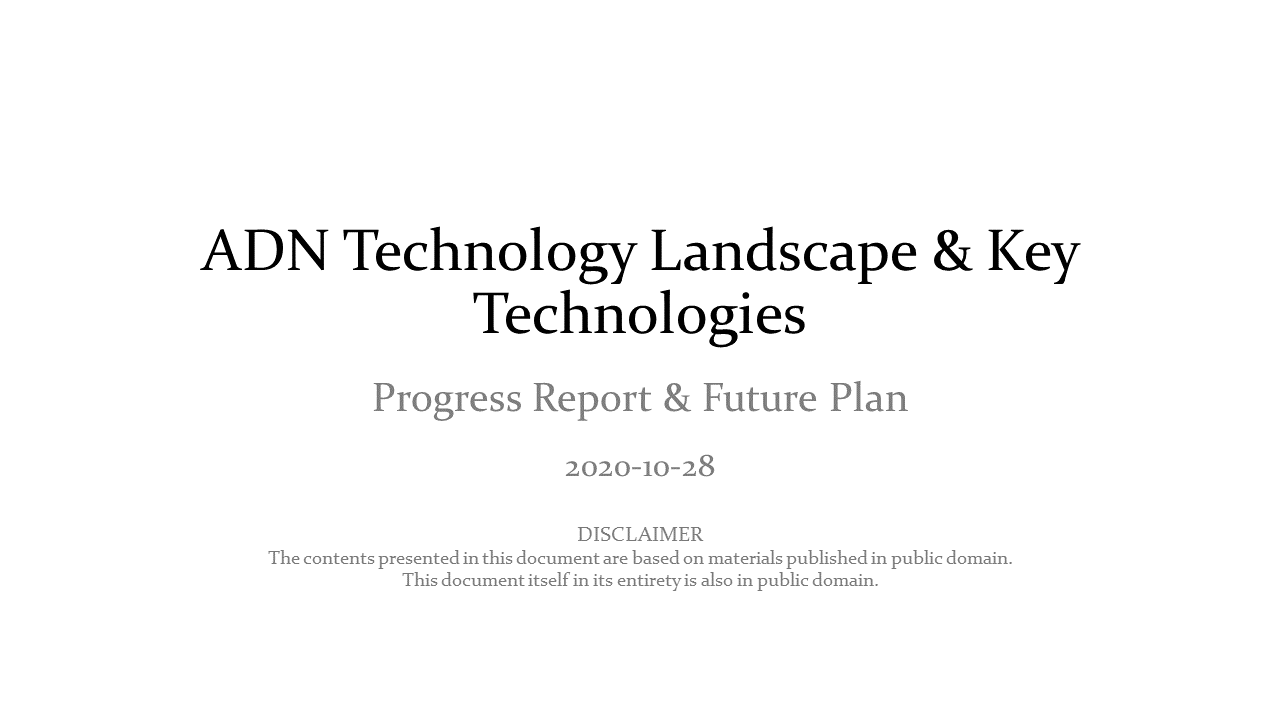 ADN Technology Landscape & Key
Technologies
Progress Report & Future Plan
2020-10-28
DISCLAIMER
The contents presented in this document are based on materials published in public domain.
This document itself in its entirety is also in public domain.